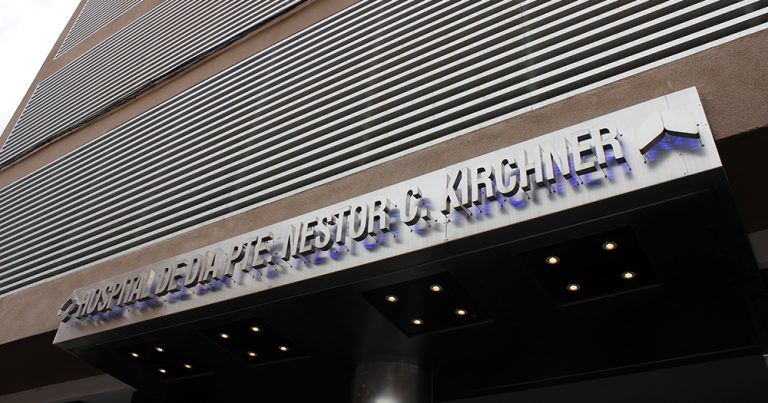 HOSPITAL DE DIA PTE. NESTOR C. KIRCHNER